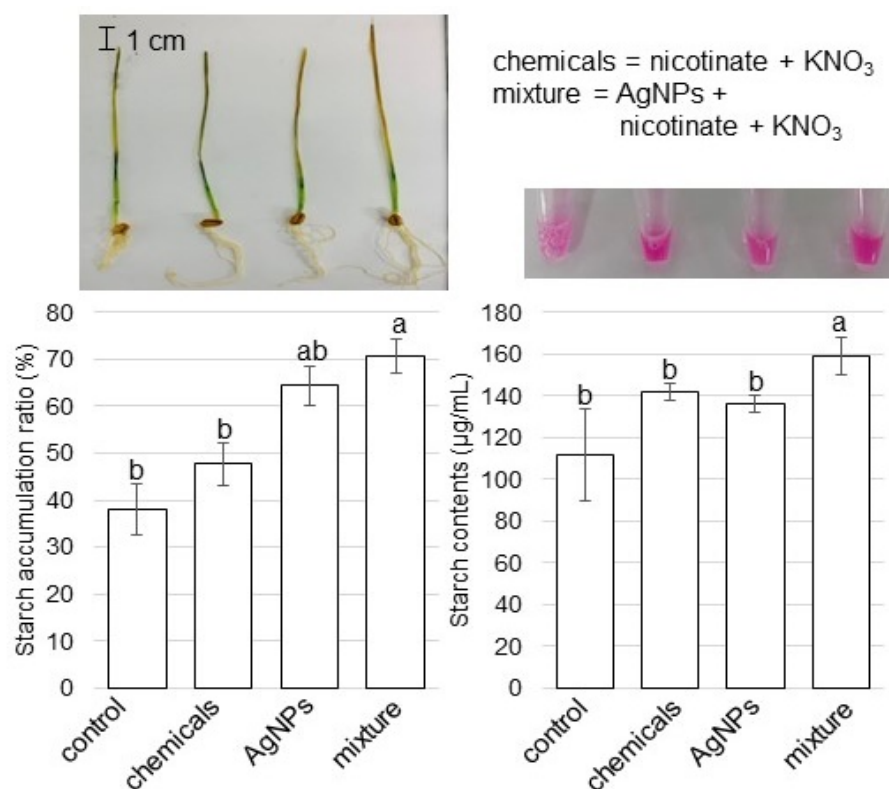 1 cm
chemicals = nicotinate + KNO₃
mixture = AgNPs +
nicotinate + KNO₃
Starch accumulation ratio (%)
80
70
60
50
40
30
20
10
0
b
b
ab
a
control
chemicals
AgNPs
mixture
Starch contents (µg/mL)
180
160
140
120
100
80
60
40
20
0
b
b
b
a
control
chemicals
AgNPs
mixture